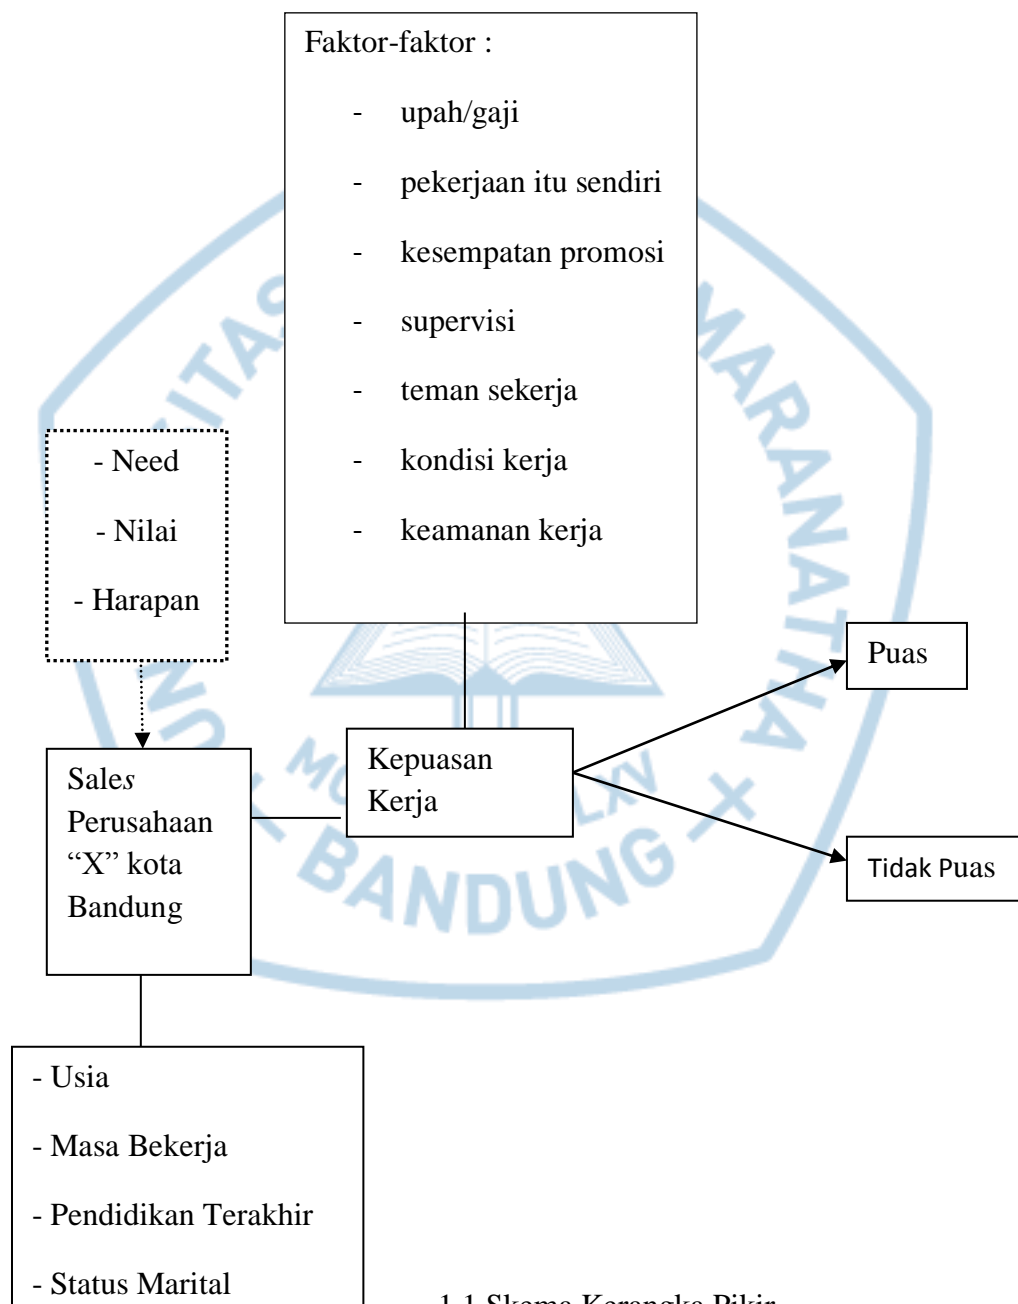 Faktor-faktor :
- upah/gaji
- pekerjaan itu sendiri
- kesempatan promosi
- supervisi
- teman sekerja
- kondisi kerja
- keamanan kerja
- Need
- Nilai
- Harapan
Puas
Kepuasan
Kerja
Sales
Perusahaan
“X” kota
Bandung
Tidak Puas
- Usia
- Masa Bekerja
- Pendidikan Terakhir
- Status Marital
1.1 Skema Kerangka Pikir
MARANATHA
BANDUNG